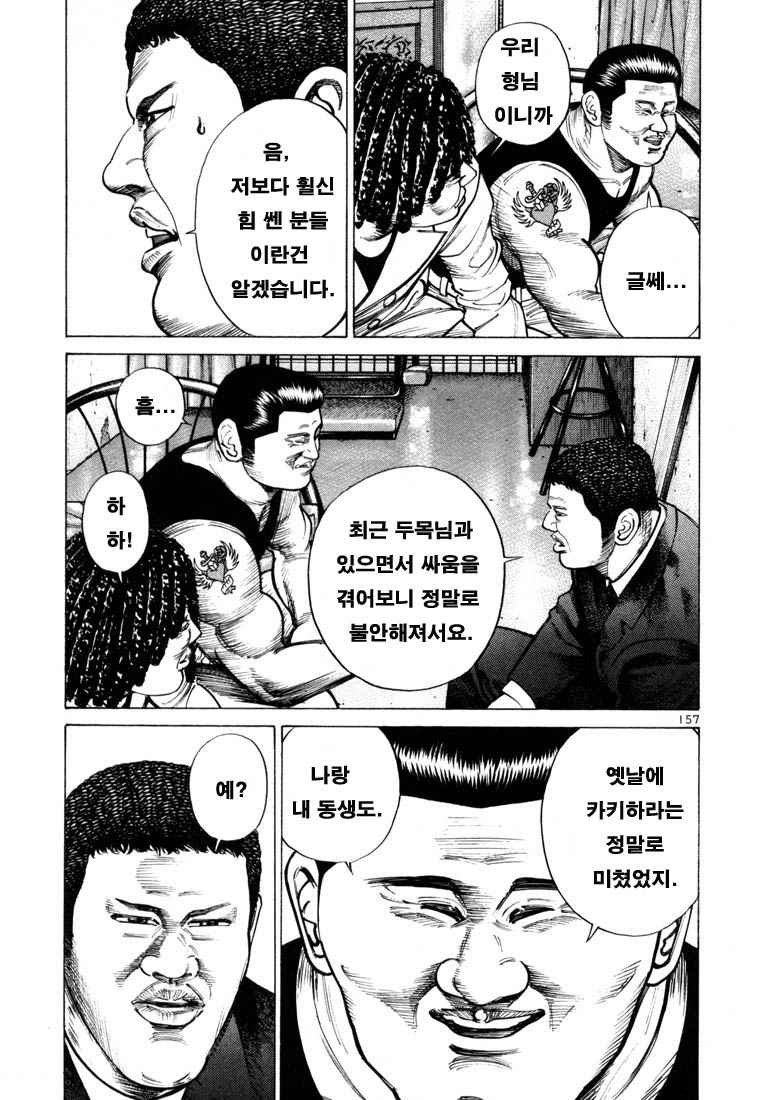 우리
형님
이니까
글쎄...
음,
저보다 휠신
힘 쎈 분들
이란건
알겠습니다.
최근 두목님과
있으면서 싸움을
겪어보니 정말로
불안해져서요.
흠...
하
하!
157
옛날에
카키하라는
정말로
미쳤었지.
나랑
내 동생도.
예?